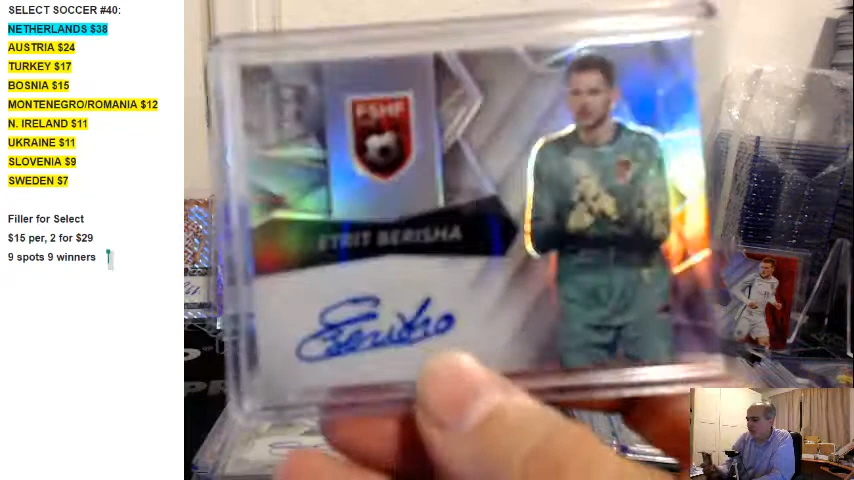 SELECT SOCCER #40:
NETHERLANDS $38
AUSTRIA $24
TURKEY $17
BOSNIA $15
MONTENEGRO/ROMANIA $12
N. IRELAND $11
UKRAINE $11
SLOVENIA $9
SWEDEN $7
Filler for Select
$15 per, 2 for $29
9 spots 9 winners
FSHF
ETRIT BERISHA